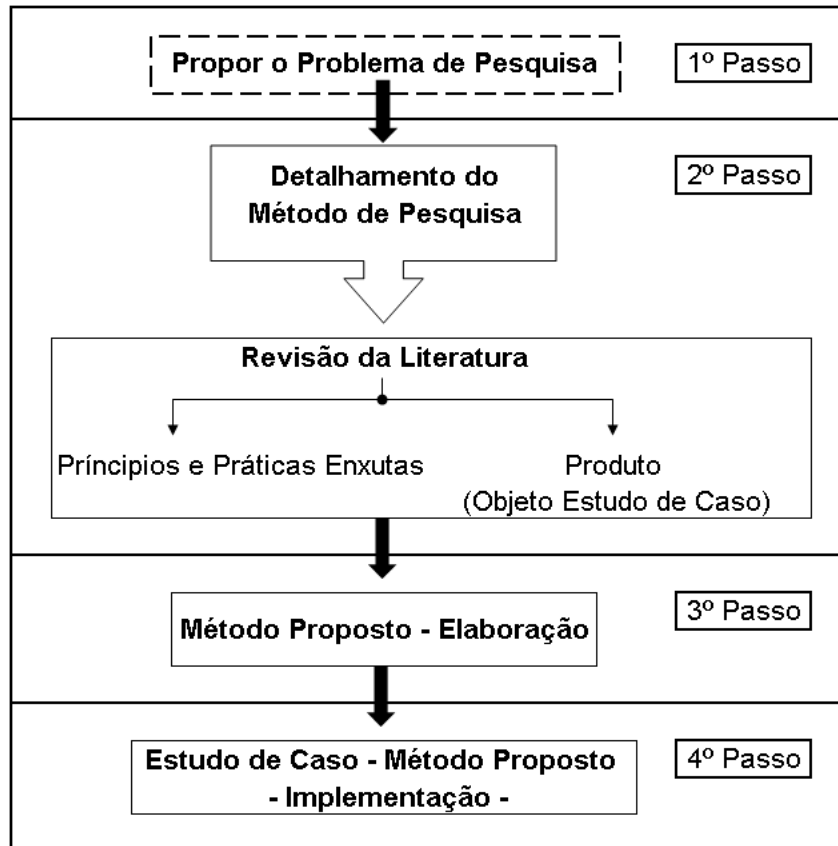 Propor o Problema de Pesquisa
1º Passo
Detalhamento do
Método de Pesquisa
2º Passo
Revisão da Literatura
Príncipios e Práticas Enxutas
Produto
(Objeto Estudo de Caso)
Método Proposto - Elaboração
3º Passo
Estudo de Caso - Método Proposto
- Implementação -
4º Passo